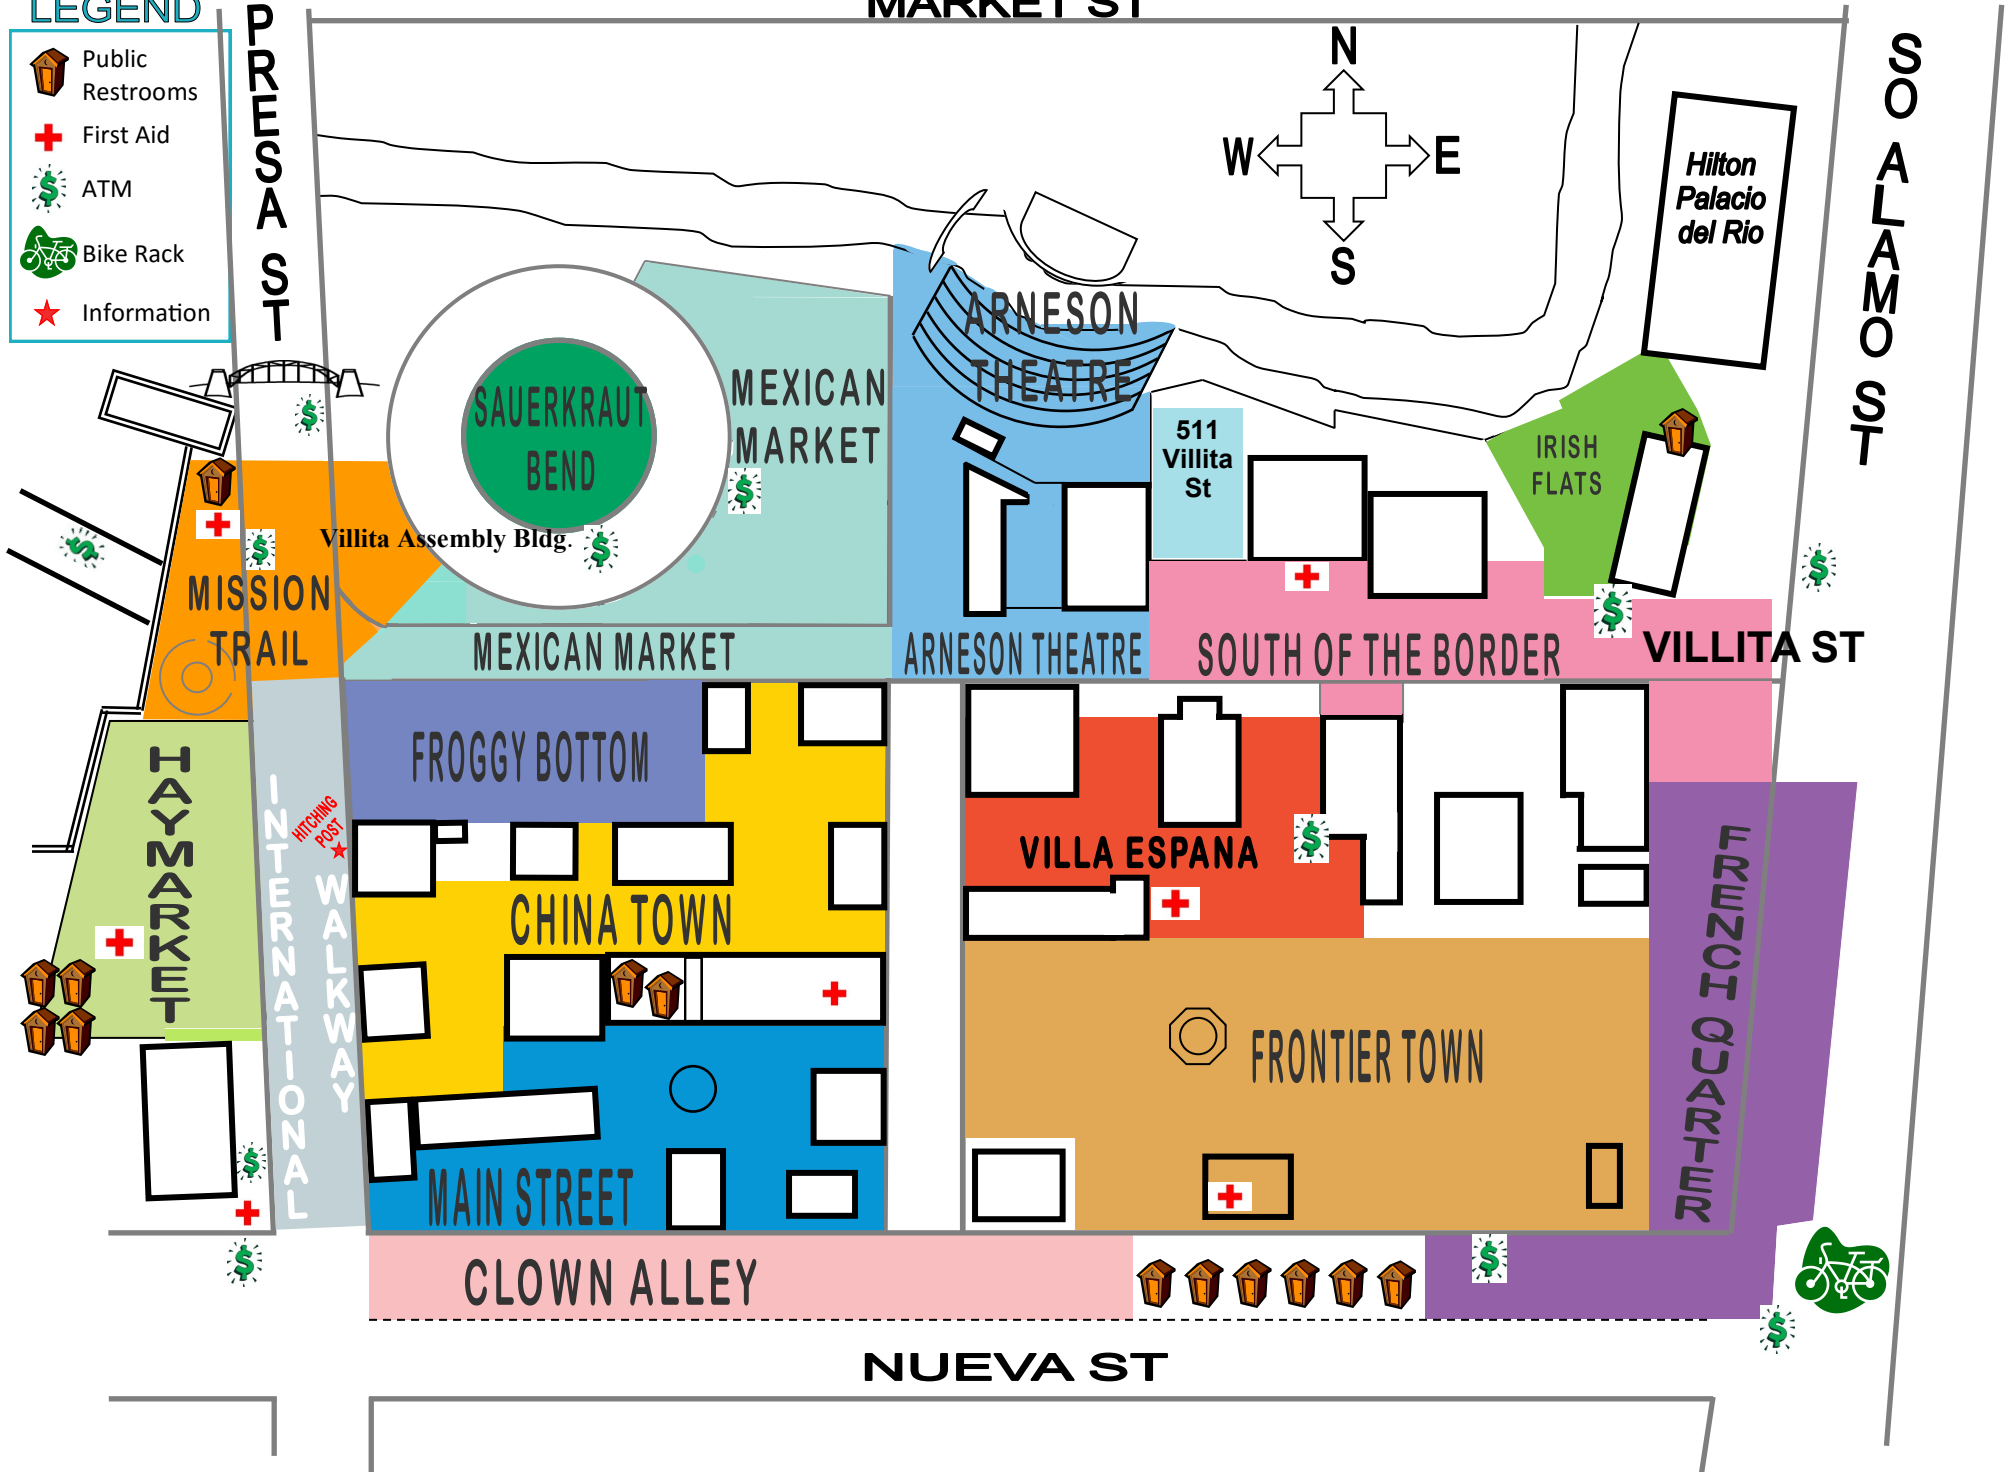 LEGEND
Public
Restrooms
First Aid
ATM
Bike Rack
Information
PRESA ST
MARKET ST
N
W
E
S
SO ALAMO ST
Hilton
Palacio
del Rio
ARNESON
THEATRE
SAUERKRAUT
BEND
MEXICAN
MARKET
511
Villita
St
IRISH
FLATS
Villita Assembly Bldg.
MISSION
TRAIL
MEXICAN MARKET
ARNESON THEATRE
SOUTH OF THE BORDER
VILLITA ST
FROGGY BOTTOM
HAYMARKET
INTERNATIONAL
WALKWAY
HITCHING
POST
VILLA ESPANA
CHINA TOWN
FRENCH QUARTER
FRONTIER TOWN
MAIN STREET
CLOWN ALLEY
NUEVA ST